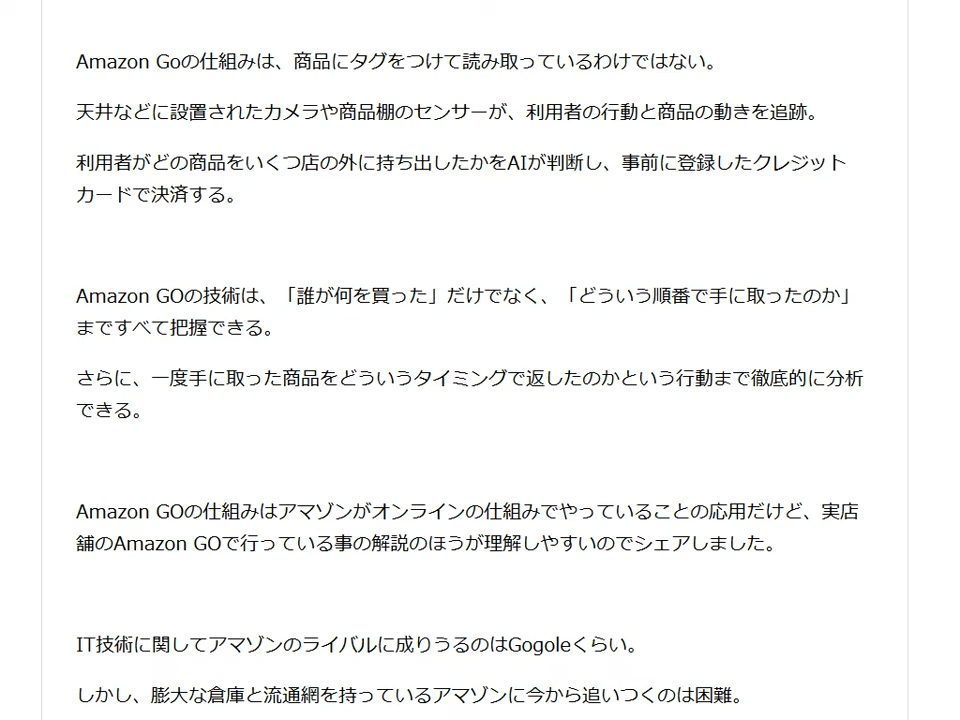 Amazon Goの仕組みは、商品にタグをつけて読み取っているわけではない。
天井などに設置されたカメラや商品棚のセンサーが、利用者の行動と商品の動きを追跡。
利用者がどの商品をいくつ店の外に持ち出したかをAIが判断し、事前に登録したクレジット
カードで決済する。
Amazon GOの技術は、「誰が何を買った」だけでなく、「どういう順番で手に取ったのか」
まですべて把握できる。
さらに、一度手に取った商品をどういうタイミングで返したのかという行動まで徹底的に分析
できる。
Amazon GOの仕組みはアマゾンがオンラインの仕組みでやっていることの応用だけど、実店
舗のAmazon GOで行っている事の解説のほうが理解しやすいのでシェアしました。
IT技術に関してアマゾンのライバルに成りうるのはGogoleくらい。
しかし、膨大な倉庫と流通網を持っているアマゾンに今から追いつくのは困難。